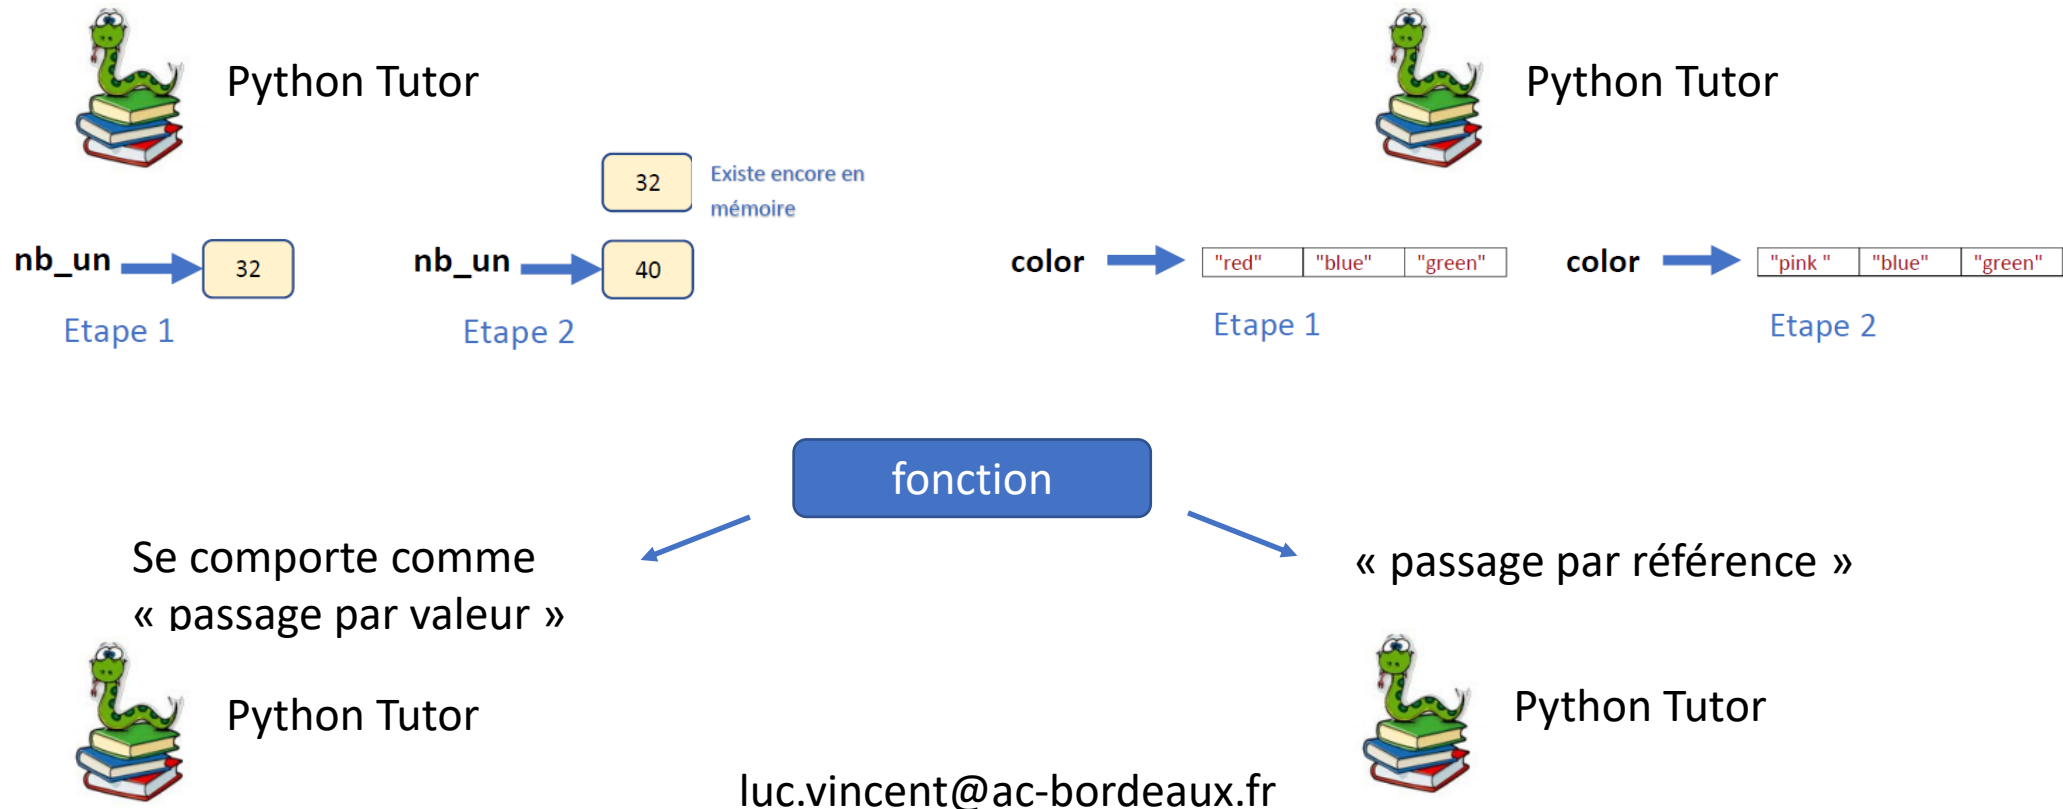 Python Tutor
Python Tutor
32
Existe encore en
mémoire
nb_un
32
nb_un
40
color
"red" "blue" "green"
color
"pink " "blue" "green"
Etape 1
Etape 2
Etape 1
Etape 2
fonction
Se comporte comme
« passage par valeur »
« passage par référence »
Python Tutor
Python Tutor
luc.vincent@ac-bordeaux.fr